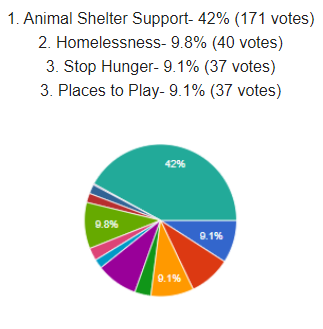 1. Animal Shelter Support- 42% (171 votes)
2. Homelessness- 9.8% (40 votes)
3. Stop Hunger- 9.1% (37 votes)
3. Places to Play- 9.1% (37 votes)
42%
9.8%
9.1%
9.1%